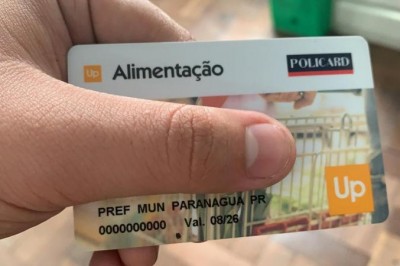 Up Alimentação POLICARD
Up
PREF MUN PARANAGUA PR
0000000000 Val. 08/26